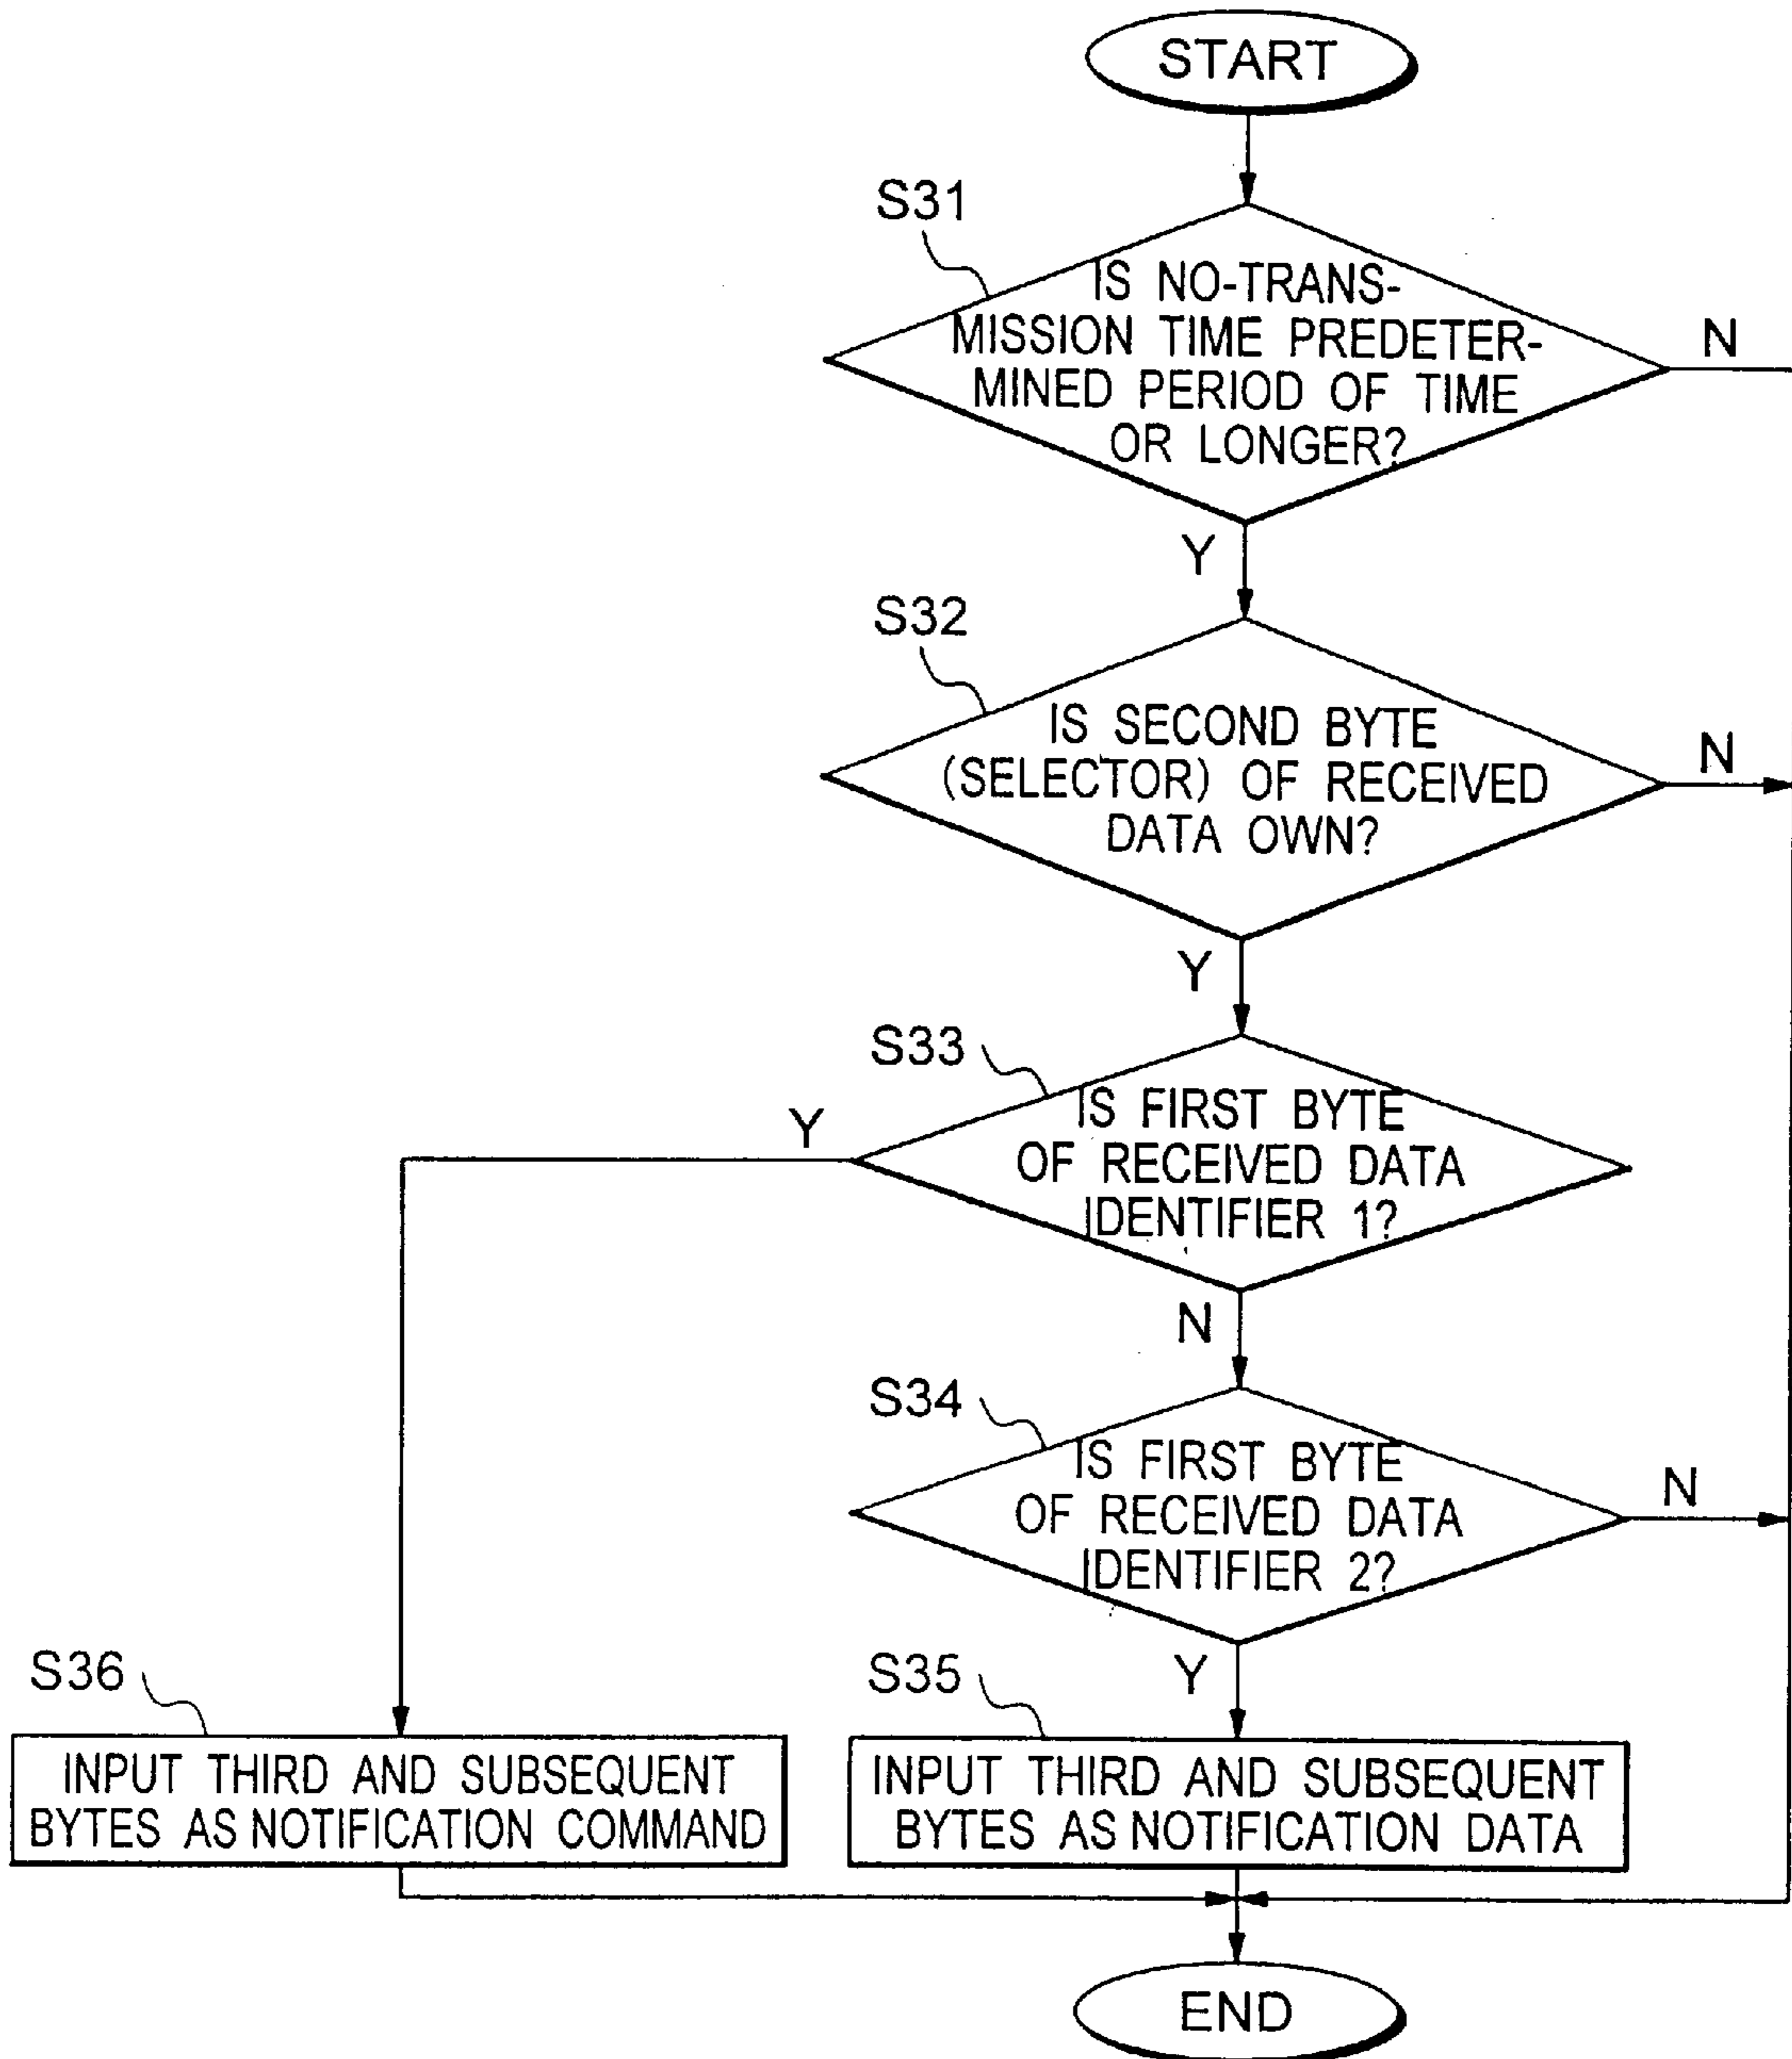 START
S31
IS NO-TRANS-
MISSION TIME PREDETER-
MINED PERIOD OF TIME
OR LONGER?
N
Y
S32
IS SECOND BYTE
(SELECTOR) OF RECEIVED
DATA OWN?
N
Y
S33
IS FIRST BYTE
OF RECEIVED DATA
IDENTIFIER 1?
Y
N
S34
IS FIRST BYTE
OF RECEIVED DATA
IDENTIFIER 2?
N
Y
S36
INPUT THIRD AND SUBSEQUENT
BYTES AS NOTIFICATION COMMAND
S35
INPUT THIRD AND SUBSEQUENT
BYTES AS NOTIFICATION DATA
END